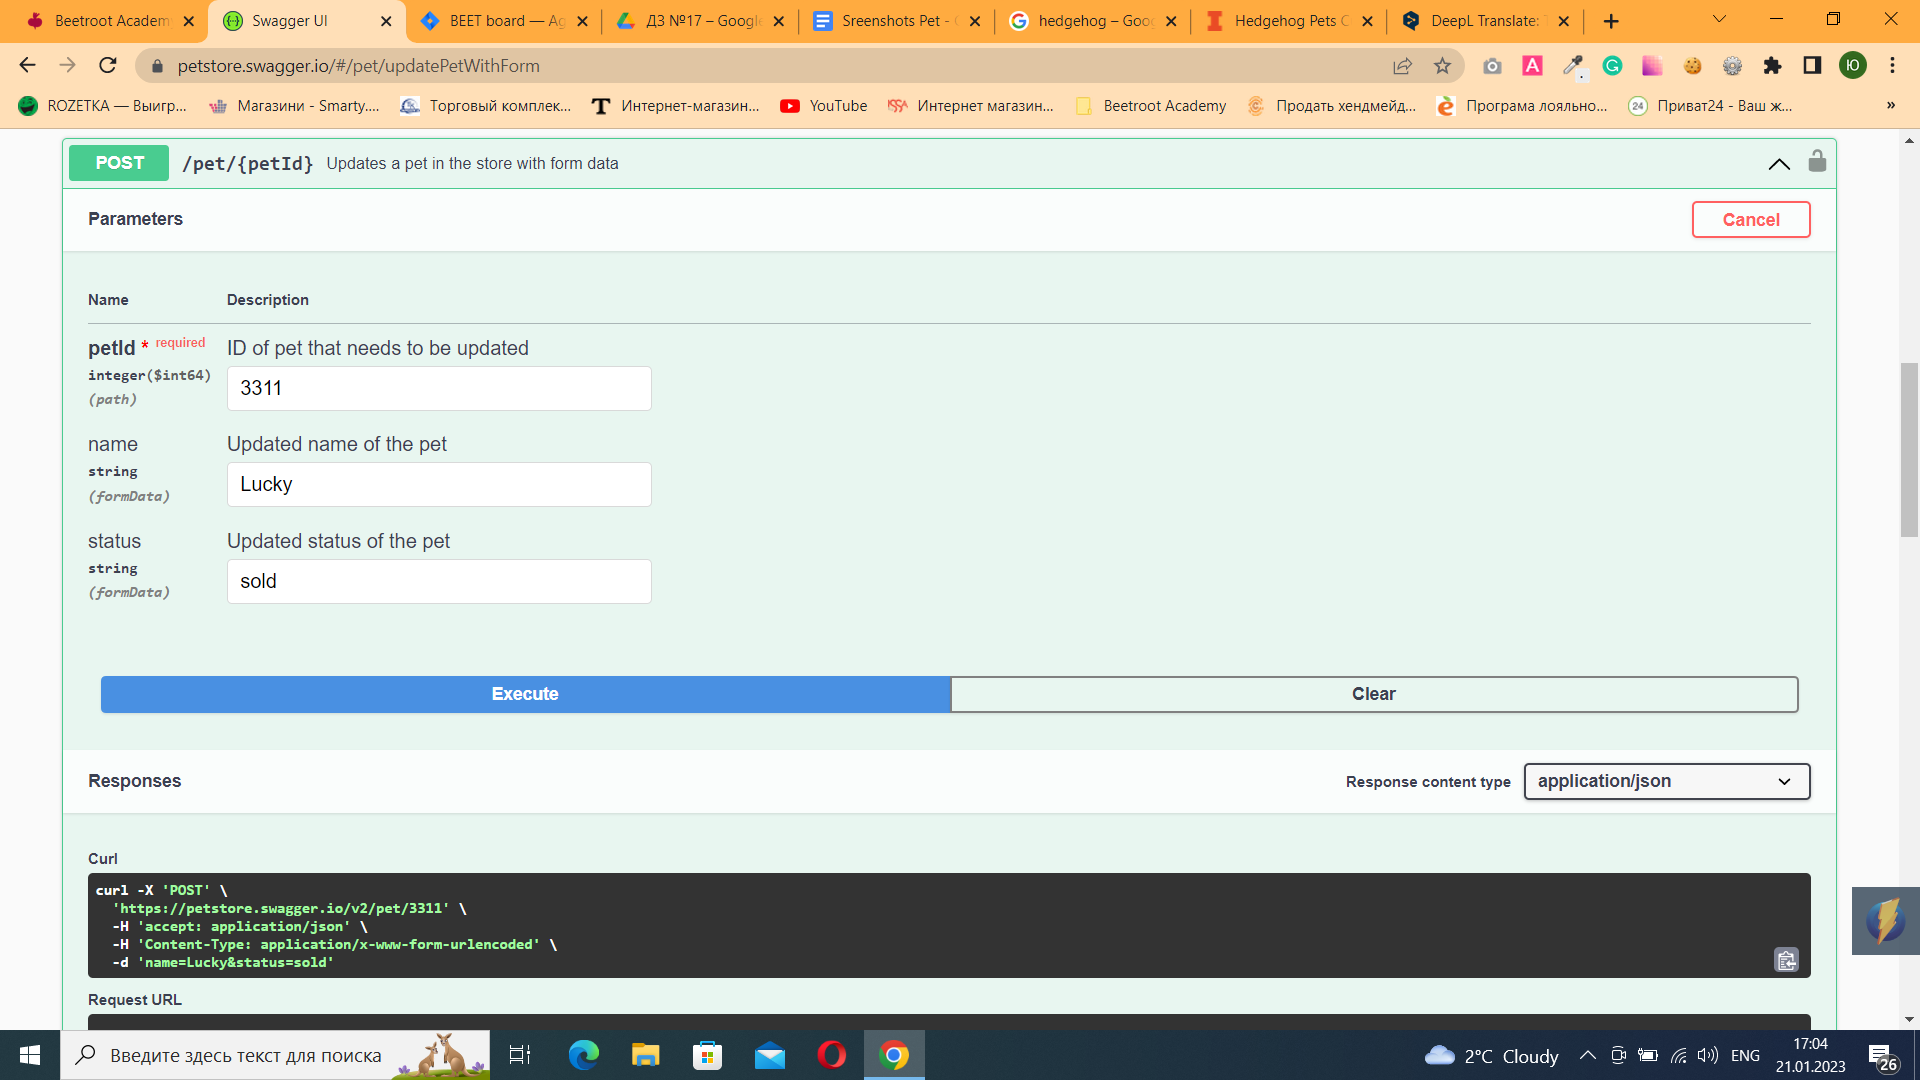 Beetroot Academ
Swagger UI
BEET board — Ag
ДЗ №17 – Google
Sreenshots Pet -
hedgehog – Goo
Hedgehog Pets C
DeepL Translate:
petstore.swagger.io/#/pet/updatePetWithForm
Ю
ROZETKA — Выигр...
Магазини - Smarty....
Торговый комплек...
Интернет-магазин...
YouTube
Интернет магазин...
Beetroot Academy
Продать хендмейд...
Програма лояльно...
24
Приват24 - Ваш ж...
»
POST /pet/{petId} Updates a pet in the store with form data
Parameters
Cancel
Name Description
petId * required ID of pet that needs to be updated
integer($int64)
3311
(path)
name Updated name of the pet
string
Lucky
(formData)
status Updated status of the pet
string
sold
(formData)
Execute Clear
Responses
Response content type application/json
Curl
curl -X 'POST' \
'https://petstore.swagger.io/v2/pet/3311' \
-H 'accept: application/json' \
-H 'Content-Type: application/x-www-form-urlencoded' \
-d 'name=Lucky&status=sold'
Request URL
Введите здесь текст для поиска
2°C Cloudy
ENG
17:04
21.01.2023
26